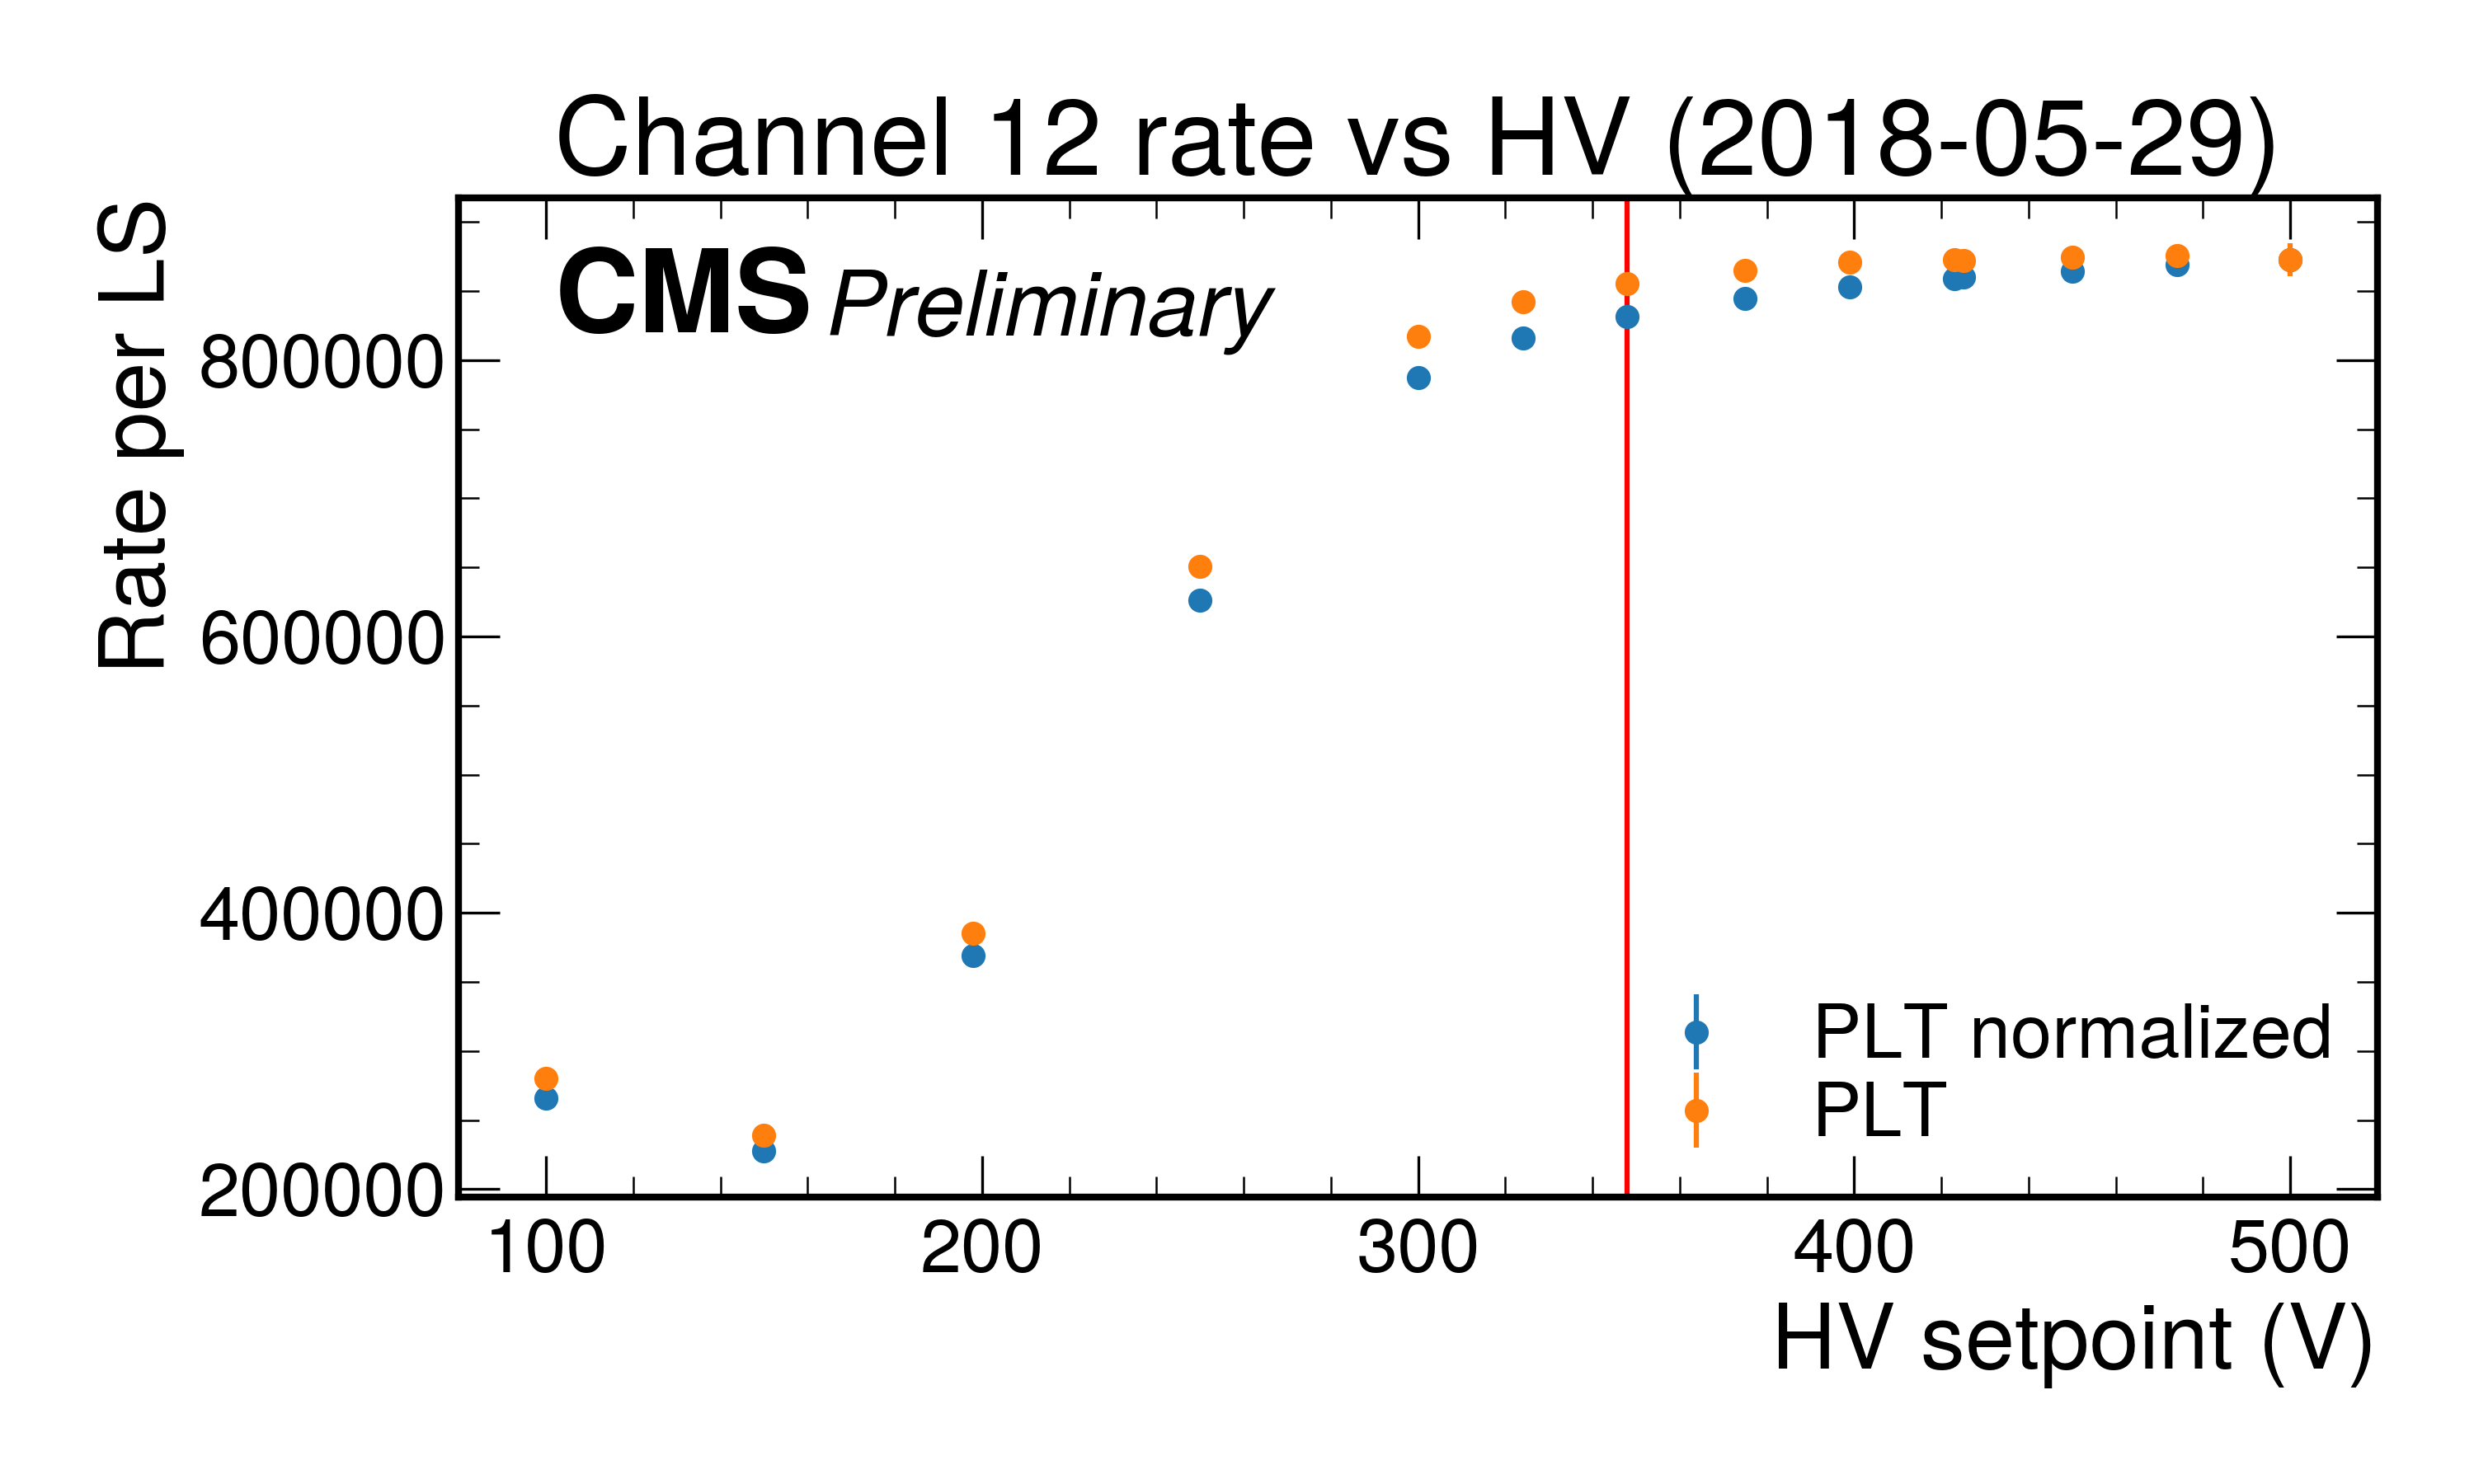 Channel 12 rate vs HV (2018-05-29)
CMS Preliminary
Rate per LS
800000
600000
400000
200000
PLT normalized
PLT
100 200 300 400 500
HV setpoint (V)